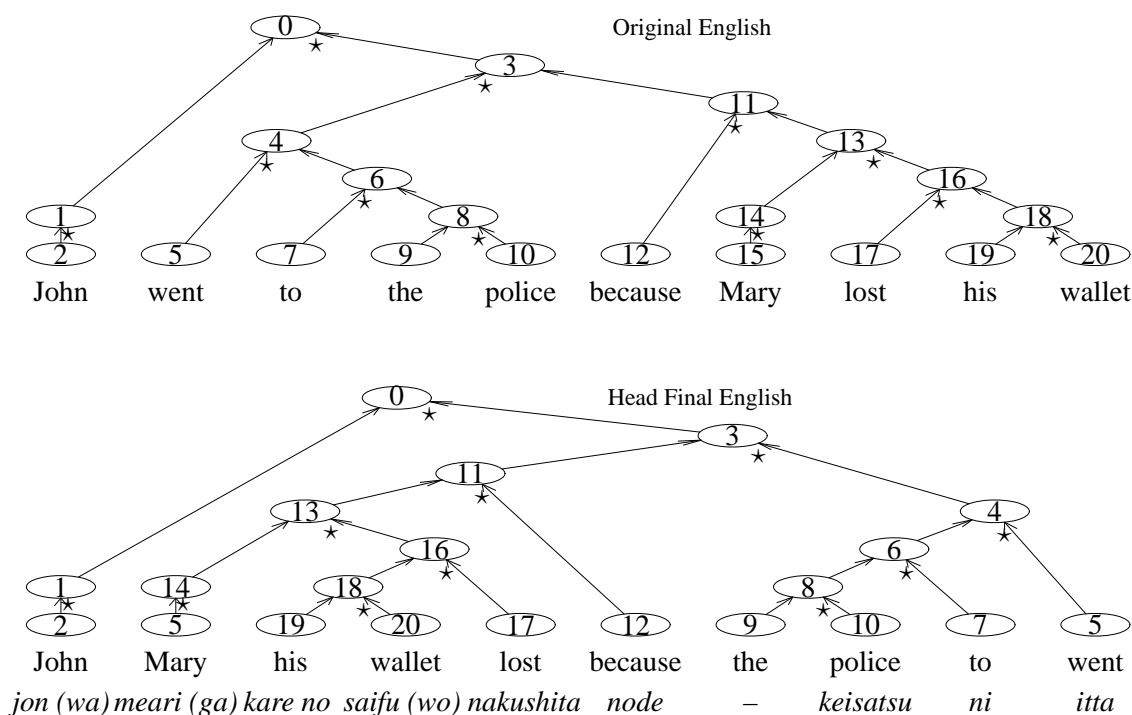 0 Original English
3
11
4 13
6 16
1 8 14 18
2 5 7 9 10 12 15 17 19 20
John went to the police because Mary lost his wallet
0 Head Final English
3
11
13 4
16 6
1 14 18 8
2 5 19 20 17 12 9 10 7 5
John Mary his wallet lost because the police to went
jon (wa) meari (ga) kare no saifu (wo) nakushita node – keisatsu ni itta